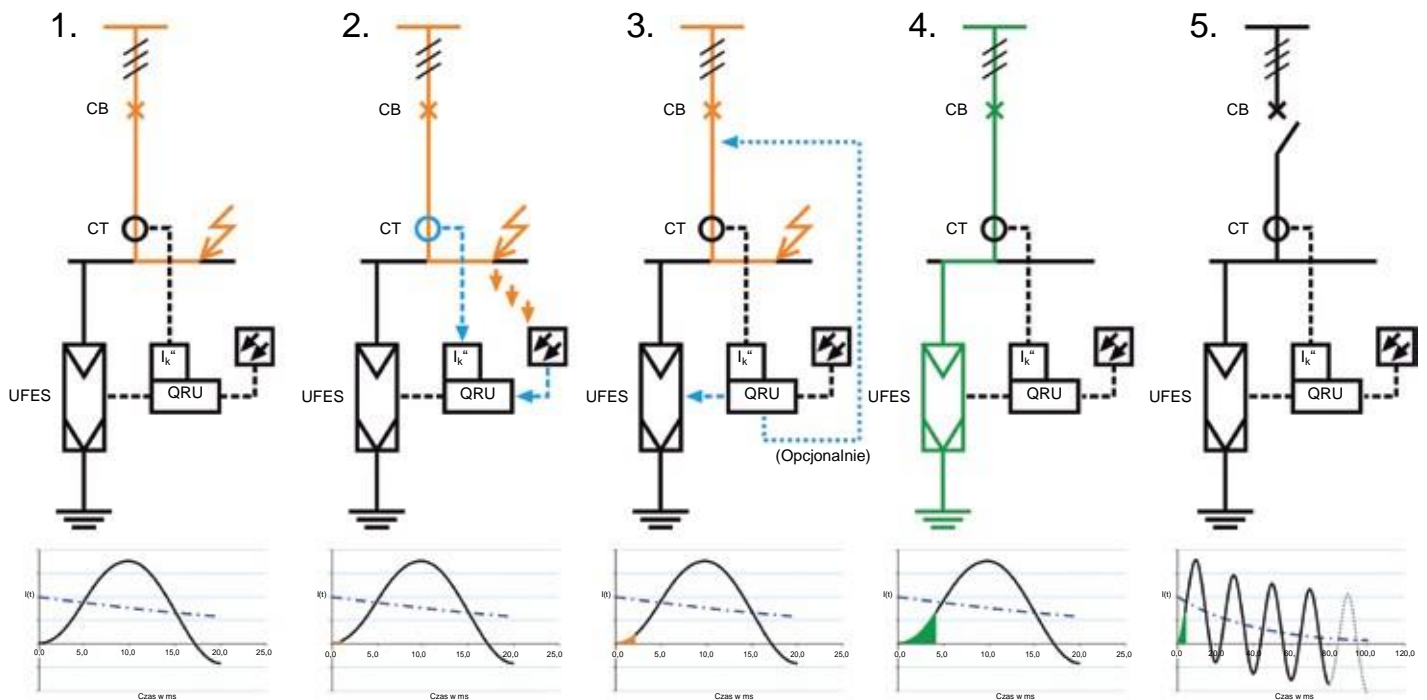 1.
2.
3.
4.
5.
CB
CB
CB
CB
CB
CT
CT
CT
CT
CT
I_k“
I_k“
I_k“
I_k“
I_k“
UFES
QRU
UFES
QRU
UFES
QRU
UFES
QRU
UFES
QRU
(Opcjonalnie)
I(t)
0,0 5,0 10,0 15,0 20,0 25,0
Czas w ms
I(t)
0,0 5,0 10,0 15,0 20,0 25,0
Czas w ms
I(t)
0,0 5,0 10,0 15,0 20,0 25,0
Czas w ms
I(t)
0,0 5,0 10,0 15,0 20,0 25,0
Czas w ms
I(t)
0,0 20,0 40,0 60,0 80,0 100,0 120,0
Czas w ms